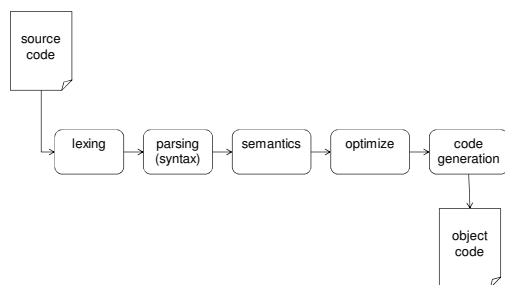 source
code
lexing
parsing
(syntax)
semantics
optimize
code
generation
object
code